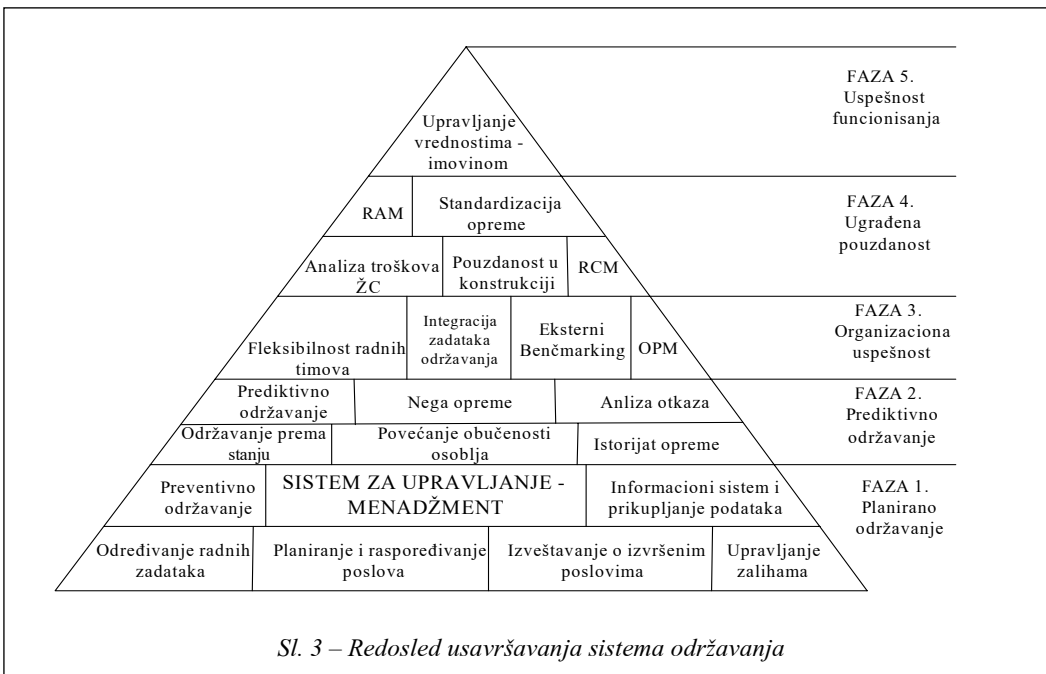 FAZA 5.
Uspešnost
funcionisanja
Upravljanje
vrednostima -
imovinom
FAZA 4.
Ugrađena
pouzdanost
RAM
Standardizacija
opreme
Analiza troškova
ŽC
Pouzdanost u
konstrukciji
RCM
FAZA 3.
Organizaciona
uspešnost
Fleksibilnost radnih
timova
Integracija
zadataka
održavanja
Eksterni
Benčmarking
OPM
FAZA 2.
Prediktivno
održavanje
Prediktivno
održavanje
Nega opreme
Anliza otkaza
Održavanje prema
stanju
Povećanje obučenosti
osoblja
Istorijat opreme
FAZA 1.
Planirano
održavanje
Preventivno
održavanje
SISTEM ZA UPRAVLJANJE -
MENADŽMENT
Informacioni sistem i
prikupljanje podataka
Određivanje radnih
zadataka
Planiranje i raspoređivanje
poslova
Izveštavanje o izvršenim
poslovima
Upravljanje
zalihama
Sl. 3 – Redosled usavršavanja sistema održavanja